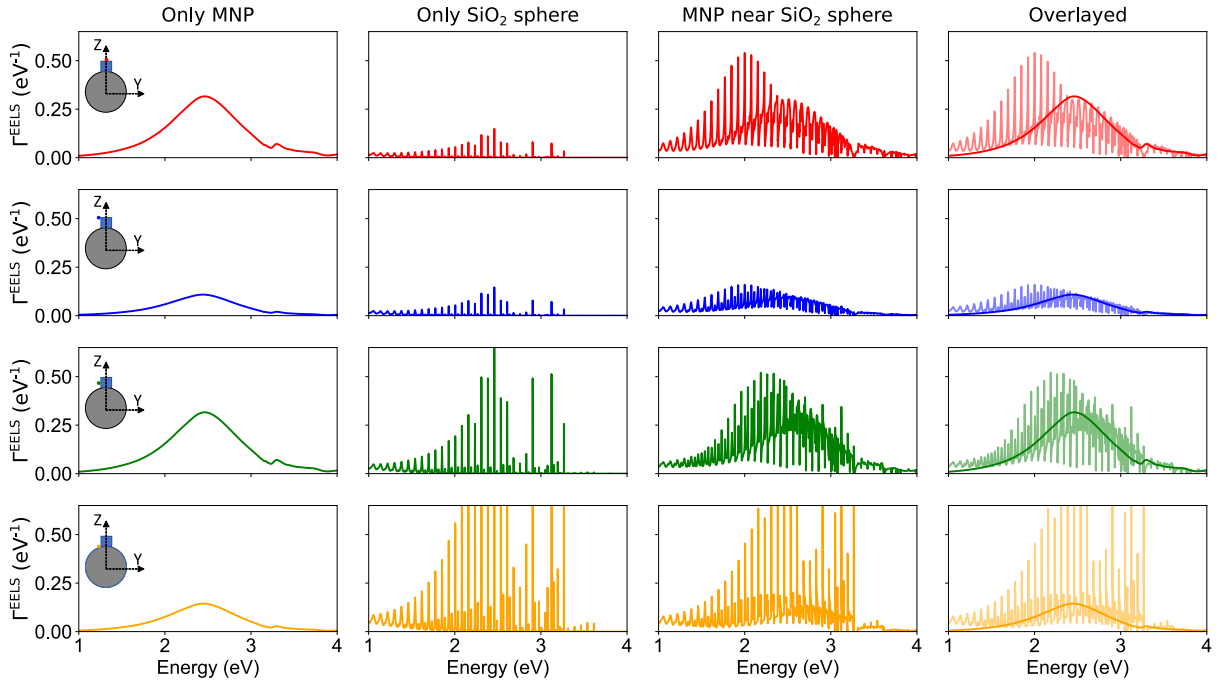 Only MNP Only SiO₂ sphere MNP near SiO₂ sphere Overlayed
Γᴱᴱᴸˢ (eV⁻¹)
0.50
0.25
0.00
Z
Y
Γᴱᴱᴸˢ (eV⁻¹)
0.50
0.25
0.00
Z
Y
Γᴱᴱᴸˢ (eV⁻¹)
0.50
0.25
0.00
Z
Y
Γᴱᴱᴸˢ (eV⁻¹)
0.50
0.25
0.00
Z
Y
1 2 3 4 1 2 3 4 1 2 3 4 1 2 3 4
Energy (eV) Energy (eV) Energy (eV) Energy (eV)